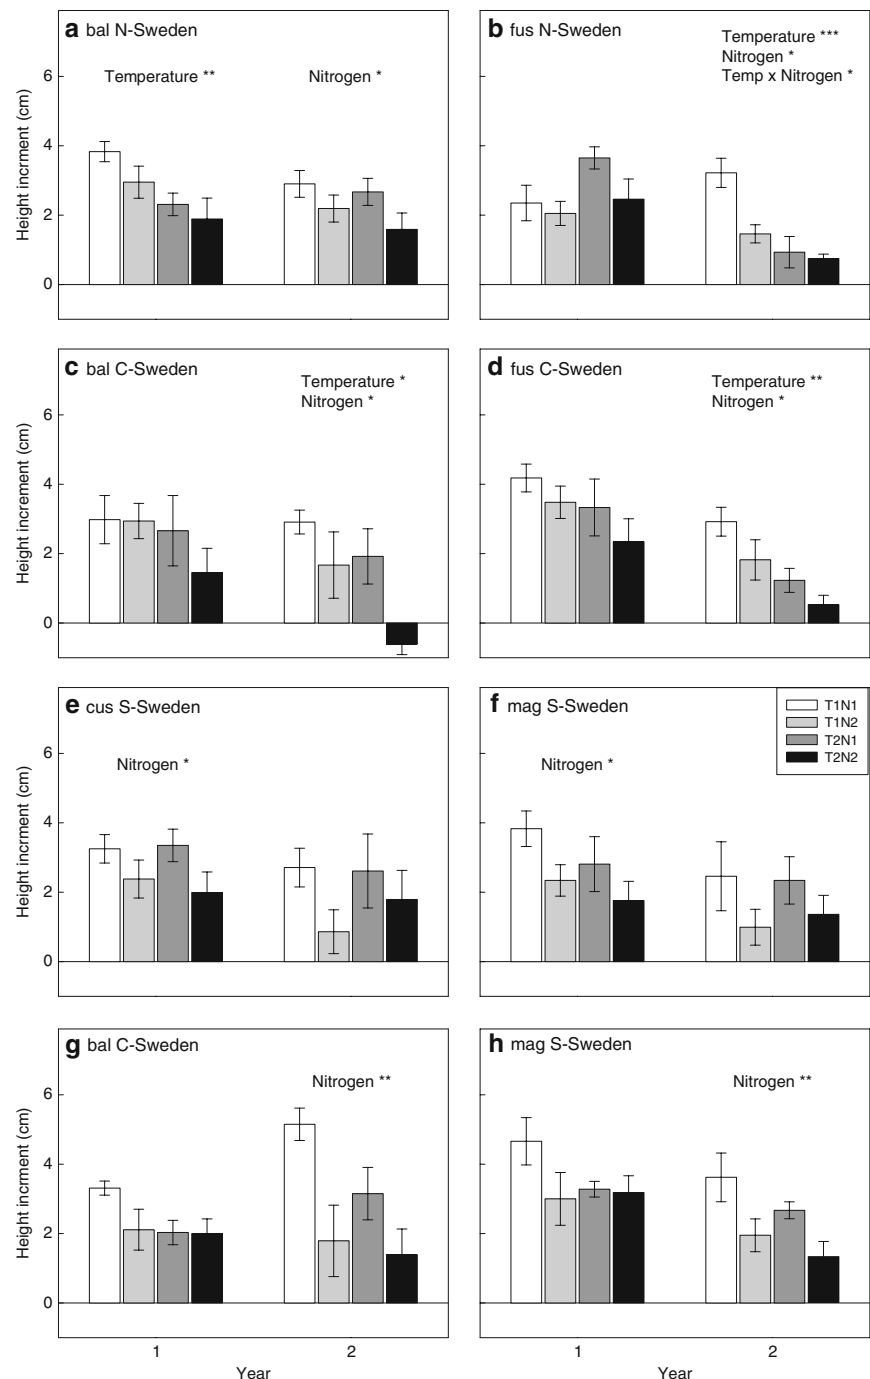 a bal N-Sweden
Temperature **
Nitrogen *
6
4
2
0
Height incrment (cm)
b fus N-Sweden
Temperature ***
Nitrogen *
Temp x Nitrogen *
c bal C-Sweden
Temperature *
Nitrogen *
6
4
2
0
Height increment (cm)
d fus C-Sweden
Temperature **
Nitrogen *
e cus S-Sweden
Nitrogen *
6
4
2
0
Height incrment (cm)
f mag S-Sweden
Nitrogen *
T1N1
T1N2
T2N1
T2N2
g bal C-Sweden
Nitrogen **
6
4
2
0
Height incrment (cm)
1
2
Year
h mag S-Sweden
Nitrogen **
1
2
Year